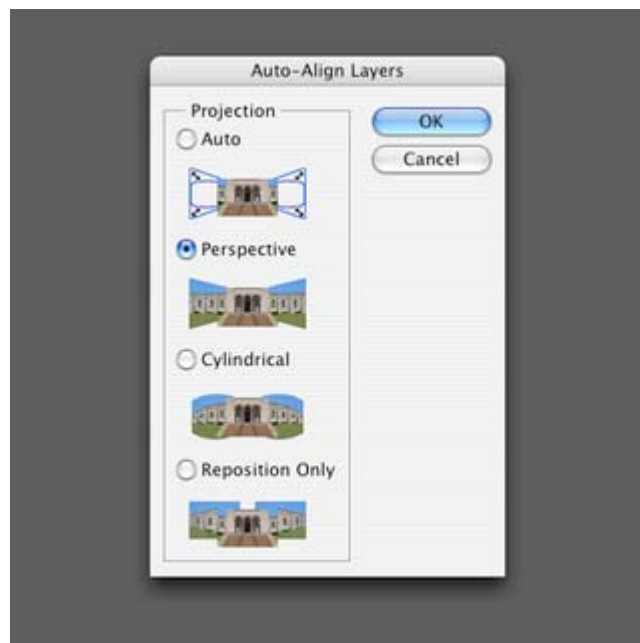 Auto-Align Layers
Projection
Auto
Perspective
Cylindrical
Reposition Only
OK
Cancel